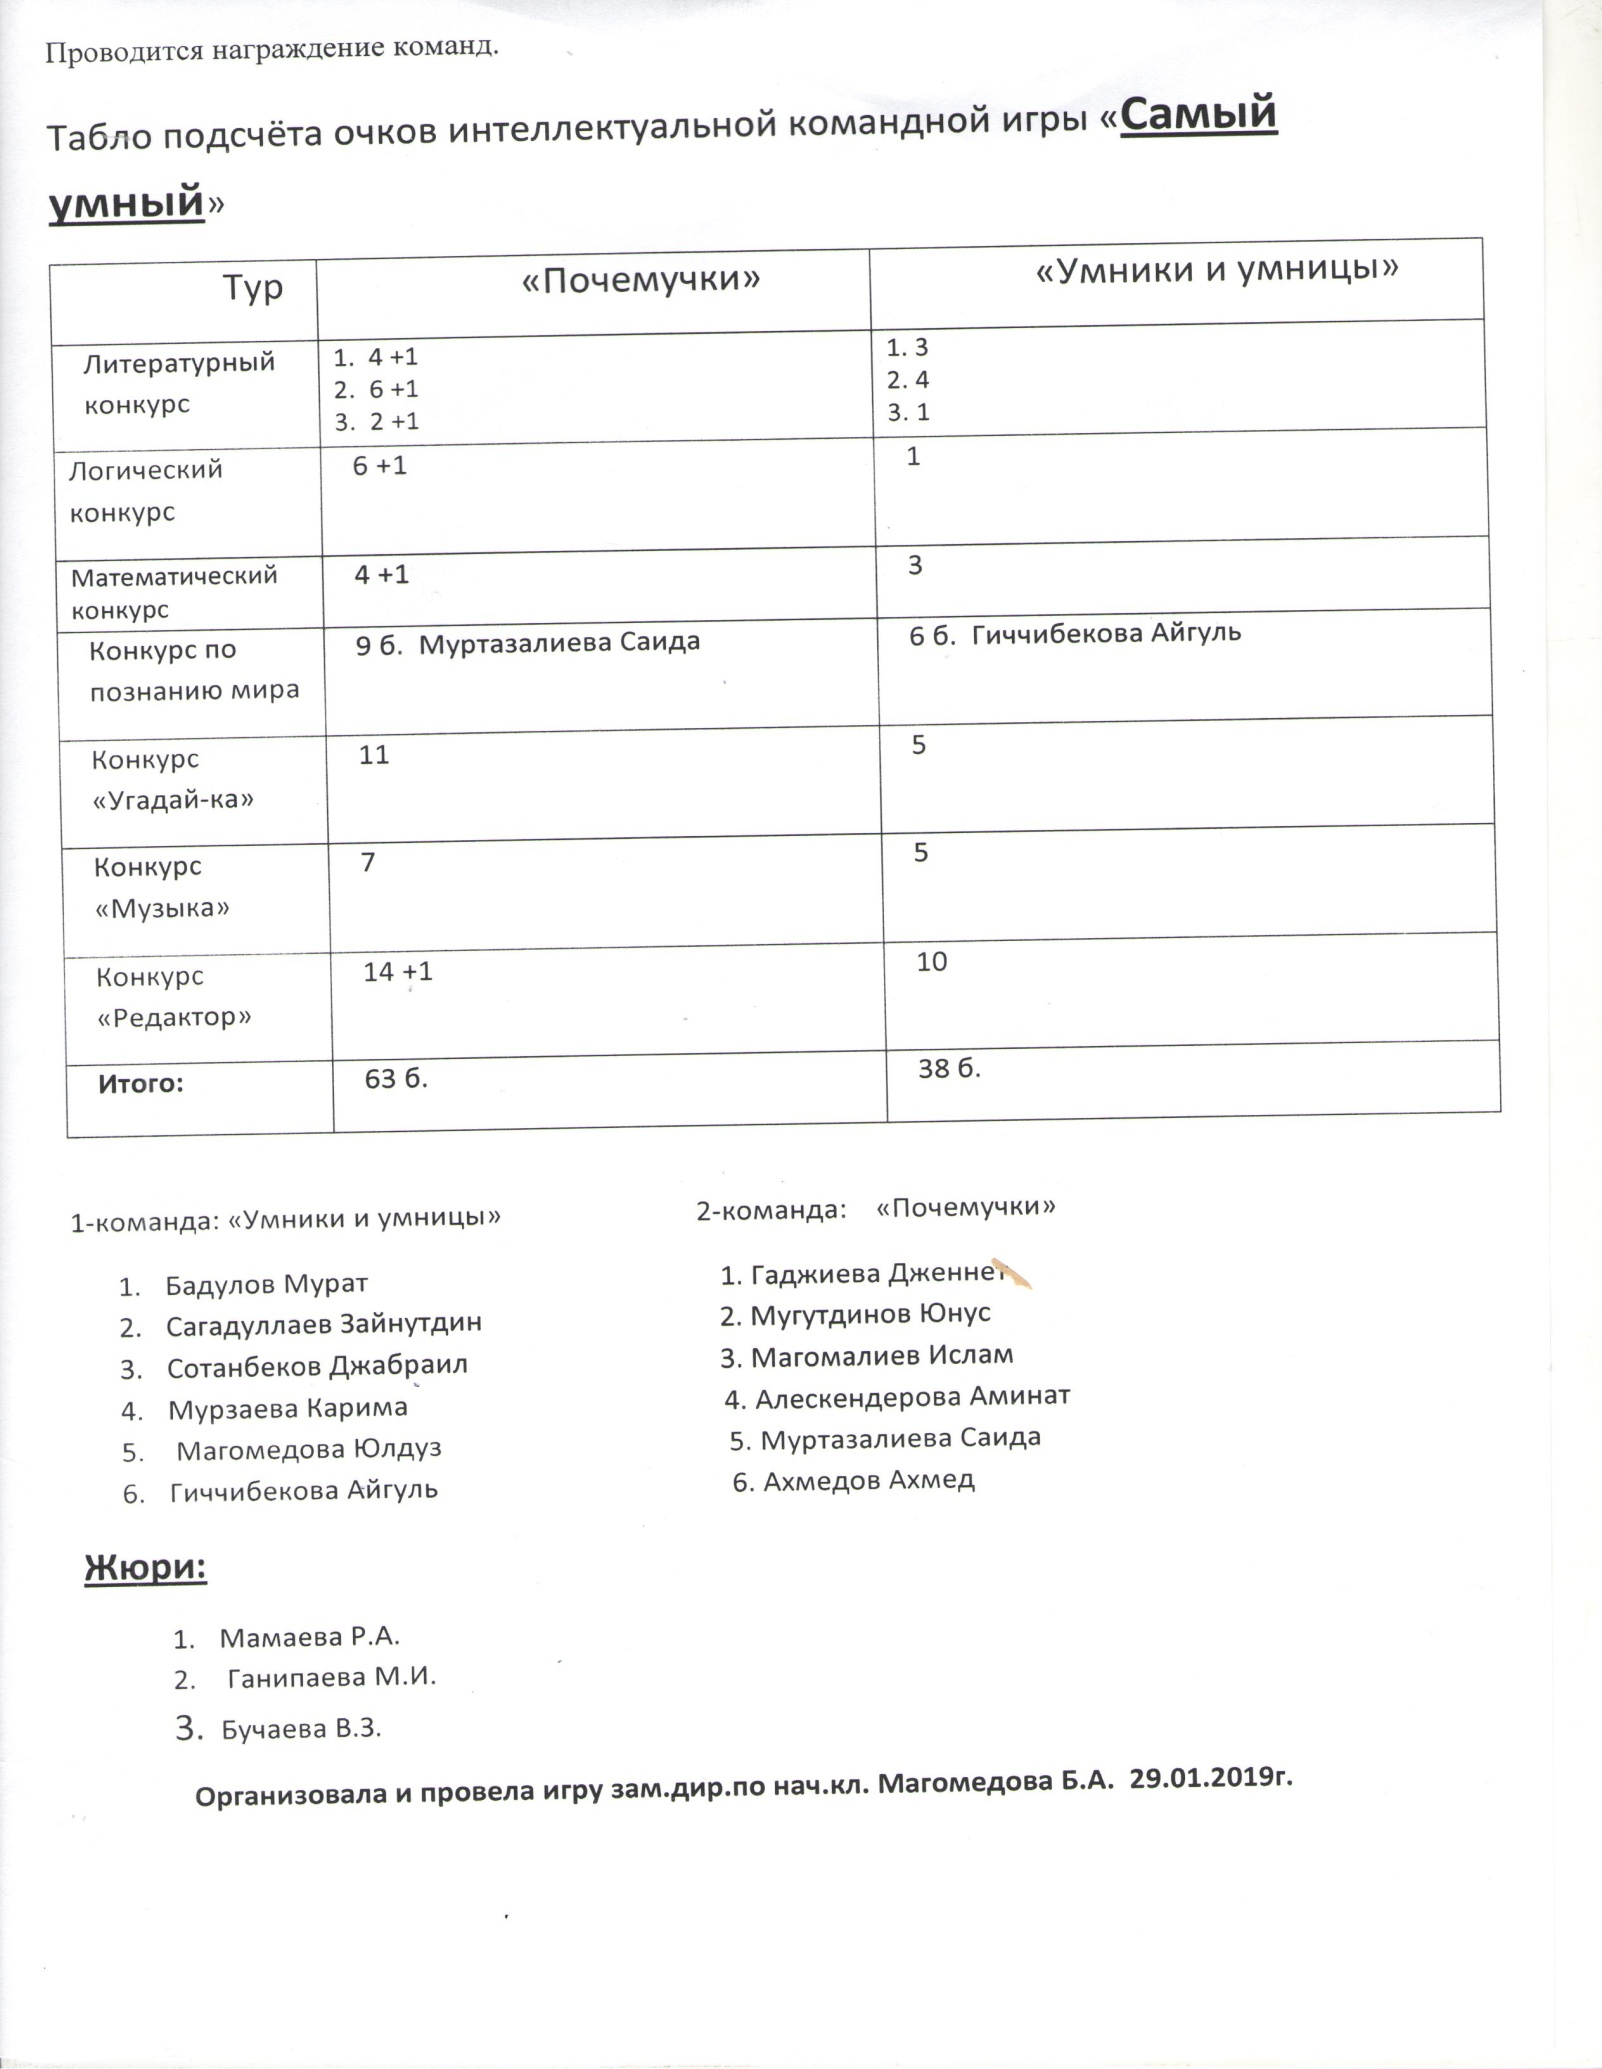 Проводится награждение команд.
Табло подсчёта очков интеллектуальной командной игры «Самый
умный»
Тур «Почемучки» «Умники и умницы»
Литературный
конкурс
1. 4 +1
2. 6 +1
3. 2 +1
1. 3
2. 4
3. 1
Логический
конкурс
6 +1
1
Математический
конкурс
4 +1
3
Конкурс по
познанию мира
9 б. Муртазалиева Саида
6 б. Гиччибекова Айгуль
Конкурс
«Угадай-ка»
11
5
Конкурс
«Музыка»
7
5
Конкурс
«Редактор»
14 +1
10
Итого:
63 б.
38 б.
1-команда: «Умники и умницы»
1. Бадулов Мурат
2. Сагадуллаев Зайнутдин
3. Сотанбеков Джабраил
4. Мурзаева Карима
5. Магомедова Юлдуз
6. Гиччибекова Айгуль
2-команда: «Почемучки»
1. Гаджиева Дженнет
2. Мугутдинов Юнус
3. Магомалиев Ислам
4. Алескендерова Аминат
5. Муртазалиева Саида
6. Ахмедов Ахмед
Жюри:
1. Мамаева Р.А.
2. Ганипаева М.И.
3. Бучаева В.З.
Организовала и провела игру зам.дир.по нач.кл. Магомедова Б.А. 29.01.2019г.